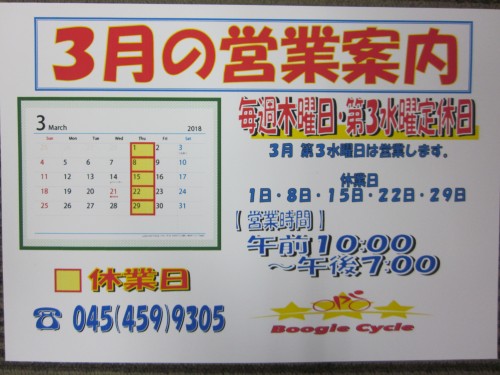 3月の営業案内
毎週木曜日・第3水曜定休日
3月 第3水曜日は営業します。
休業日
1日・8日・15日・22日・29日
【営業時間】
午前10:00
～午後7:00
3 March 2018
Sun Mon Tue Wed Thu Fri Sat
1 2 3
4 5 6 7 8 9 10
11 12 13 14 15 16 17
18 19 20 21 22 23 24
25 26 27 28 29 30 31
休業日
☎ 045(459)9305
Boogie Cycle